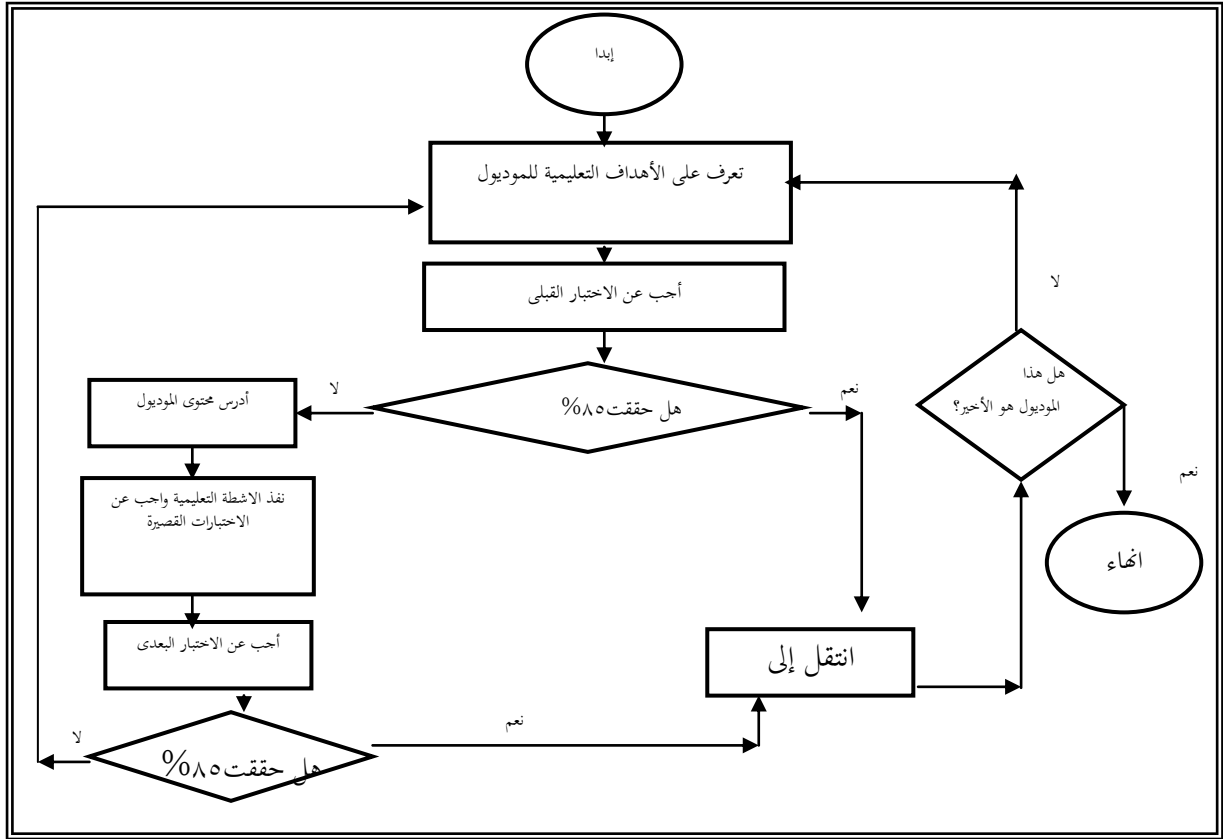 إبدا
تعرف على الأهداف التعليمية للموديول
أجب عن الاختبار القبلى
هل حققت٨٥%
نعم
لا
أدرس محتوى الموديول
نفذ الاشطة التعليمية واجب عن
الاختبارات القصيرة
أجب عن الاختبار البعدى
هل حققت٨٥%
لا
نعم
انتقل إلى
هل هذا
الموديول هو الأخير؟
لا
نعم
انهاء